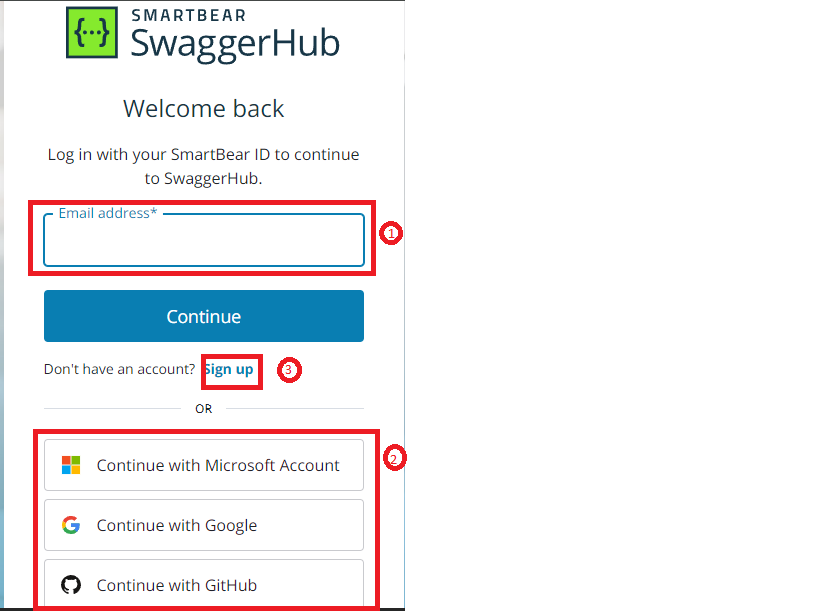 SMARTBEAR
SwaggerHub
Welcome back
Log in with your SmartBear ID to continue
to SwaggerHub.
Email address*
1
Continue
Don't have an account? Sign up
3
OR
2
Continue with Microsoft Account
Continue with Google
Continue with GitHub